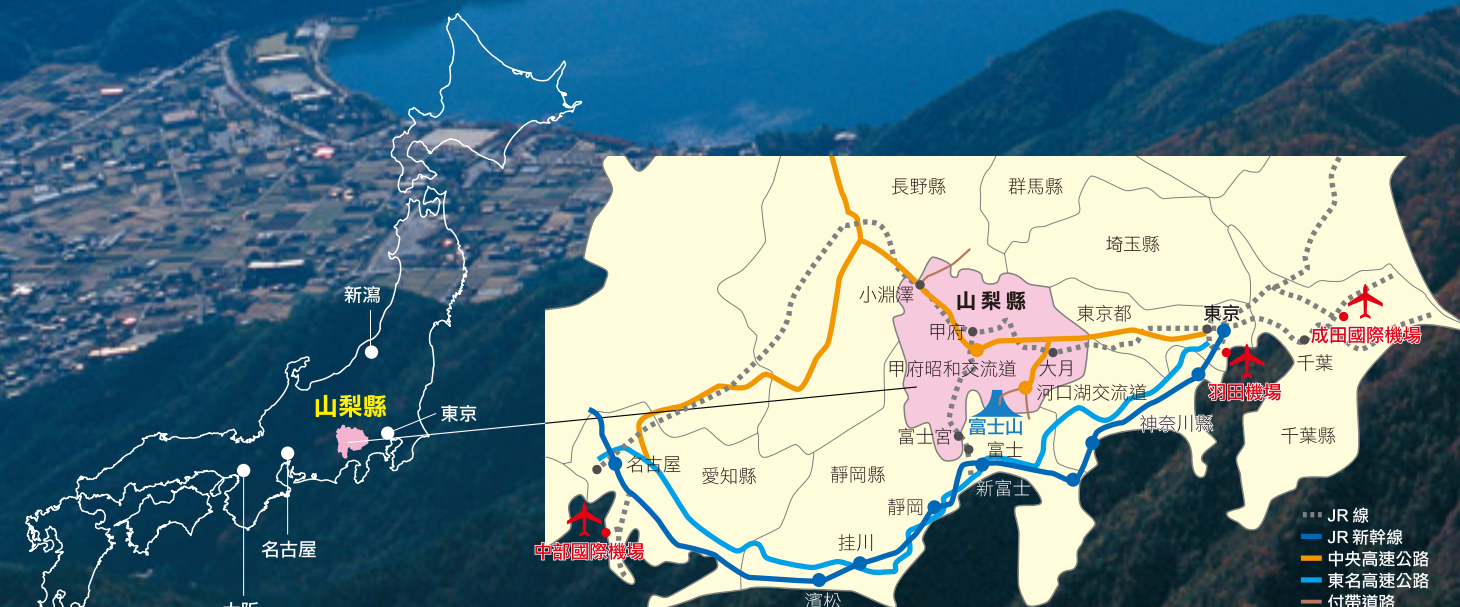 新瀉
山梨縣
東京
名古屋
大阪
長野縣
群馬縣
埼玉縣
小淵澤
山梨縣
甲府
東京都
東京
成田國際機場
千葉
甲府昭和交流道
大月
河口湖交流道
羽田機場
富士山
富士宮
富士
神奈川縣
千葉縣
名古屋
愛知縣
靜岡縣
新富士
靜岡
中部國際機場
挂川
濱松
JR 線
JR 新幹線
中央高速公路
東名高速公路
付帶道路